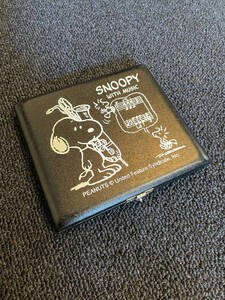 SNOOPY
WITH MUSIC
PEANUTS © United Feature Syndicate, Inc.